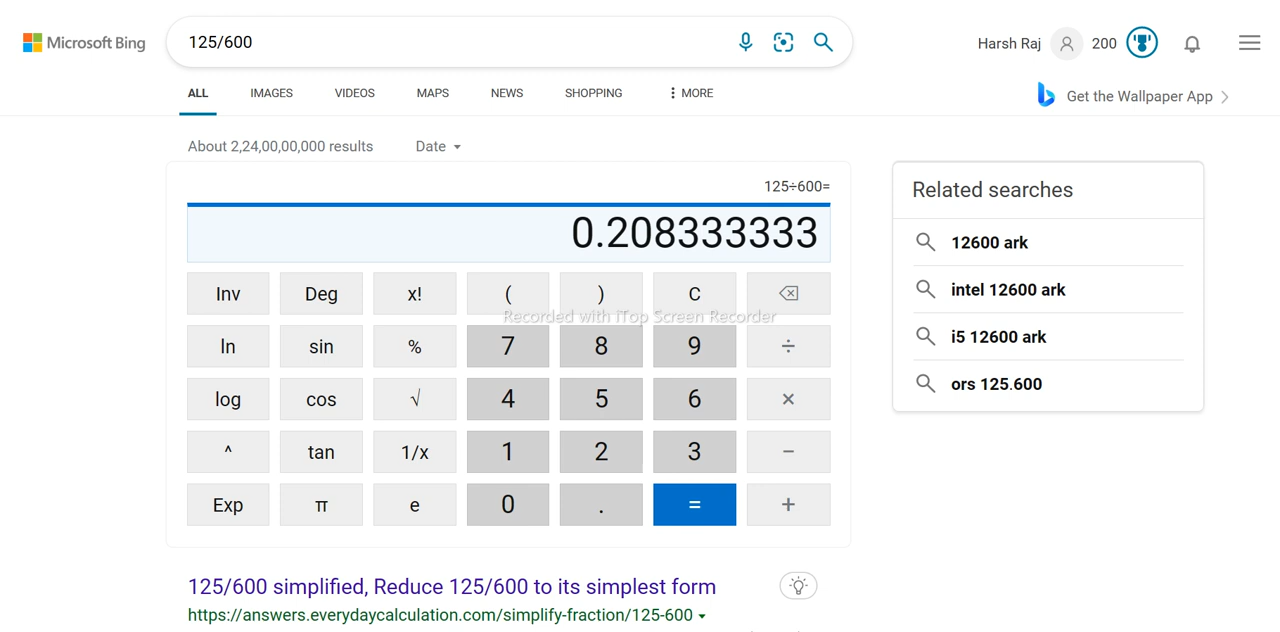 Microsoft Bing
125/600
Harsh Raj
200
ALL
IMAGES
VIDEOS
MAPS
NEWS
SHOPPING
MORE
Get the Wallpaper App
About 2,24,00,00,000 results
Date
125÷600=
0.208333333
Inv Deg x! ( ) C
Recorded with iTop Screen Recorder
ln sin % 7 8 9 ÷
log cos √ 4 5 6 ×
^ tan 1/x 1 2 3 −
Exp π e 0 . = +
Related searches
12600 ark
intel 12600 ark
i5 12600 ark
ors 125.600
125/600 simplified, Reduce 125/600 to its simplest form
https://answers.everydaycalculation.com/simplify-fraction/125-600